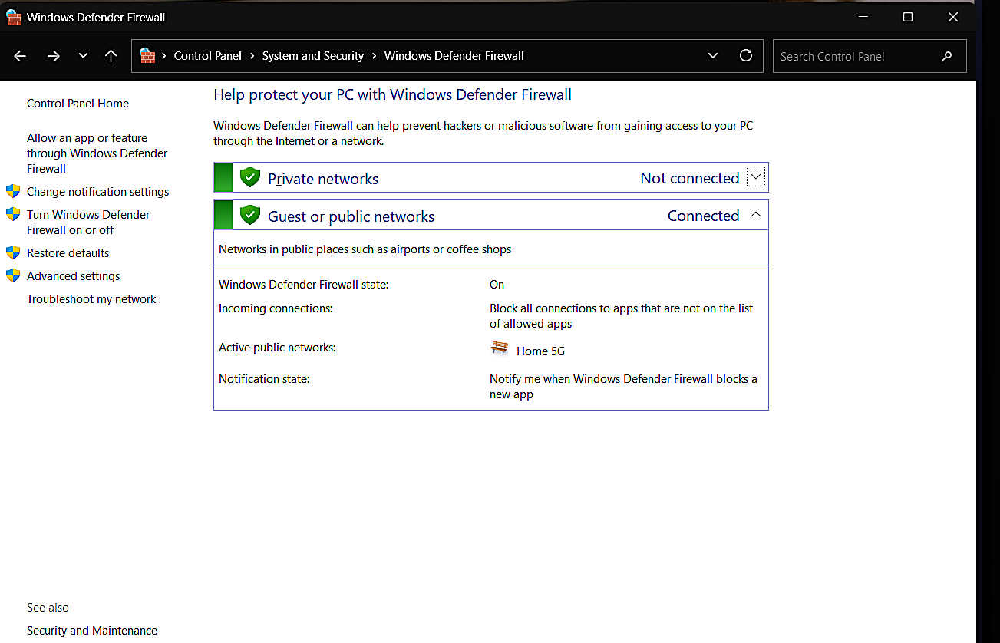 Windows Defender Firewall
Control Panel > System and Security > Windows Defender Firewall
Search Control Panel
Control Panel Home
Allow an app or feature
through Windows Defender
Firewall
Change notification settings
Turn Windows Defender
Firewall on or off
Restore defaults
Advanced settings
Troubleshoot my network
Help protect your PC with Windows Defender Firewall
Windows Defender Firewall can help prevent hackers or malicious software from gaining access to your PC
through the Internet or a network.
Private networks Not connected
Guest or public networks Connected
Networks in public places such as airports or coffee shops
Windows Defender Firewall state: On
Incoming connections: Block all connections to apps that are not on the list
of allowed apps
Active public networks: Home 5G
Notification state: Notify me when Windows Defender Firewall blocks a
new app
See also
Security and Maintenance